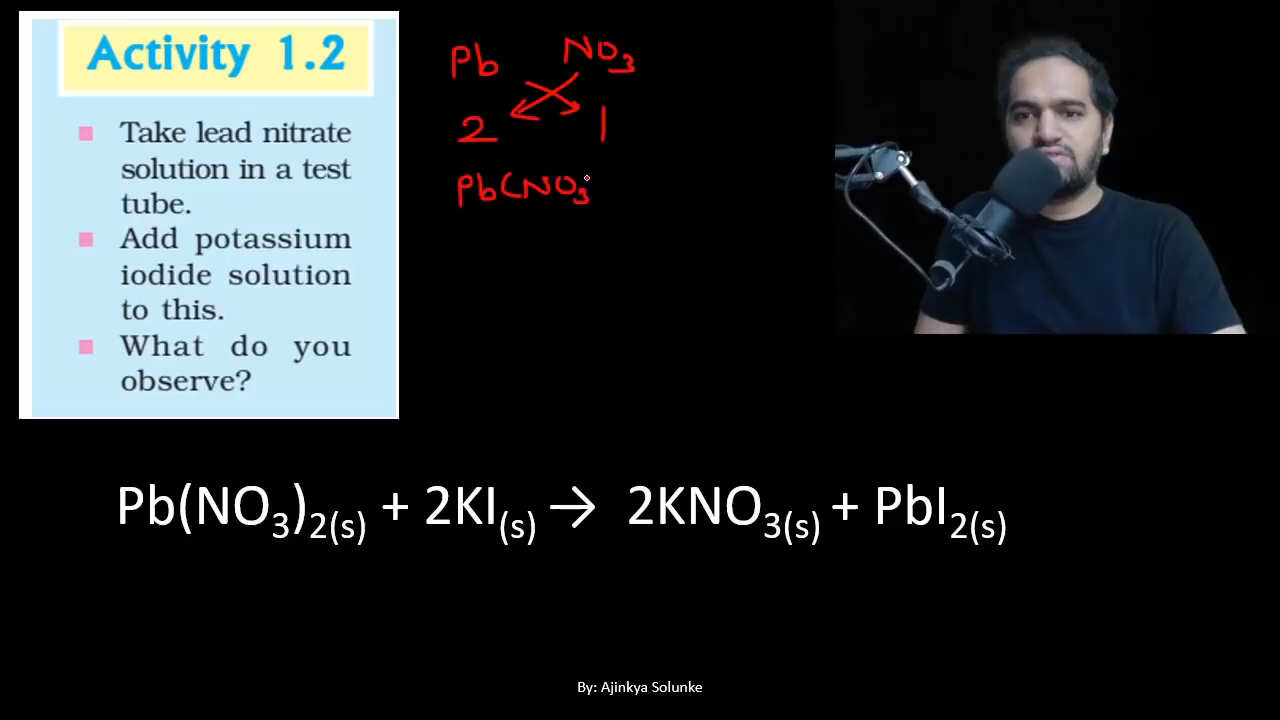 Activity 1.2
Take lead nitrate
solution in a test
tube.
Add potassium
iodide solution
to this.
What do you
observe?
Pb NO₃
2 1
Pb(NO₃
Pb(NO₃)₂₍ₛ₎ + 2KI₍ₛ₎ → 2KNO₃₍ₛ₎ + PbI₂₍ₛ₎
By: Ajinkya Solunke